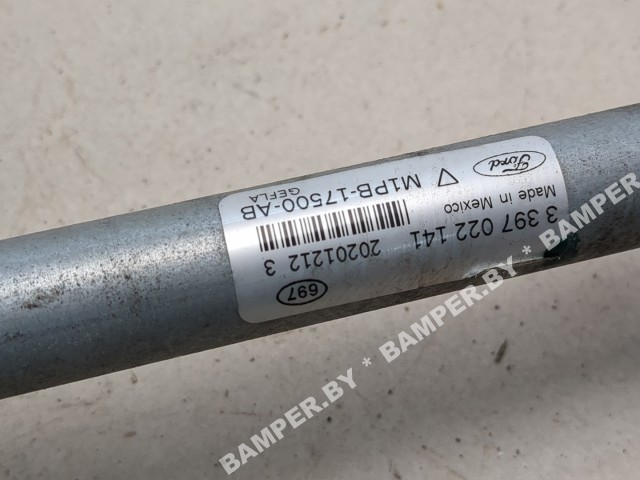 Ford
▽ M1PB-17500-AB
GEFLA
Made in Mexico
3 397 022 141
20201212 3
697
BAMPER.BY * BAMPER.BY * BAMPER.BY